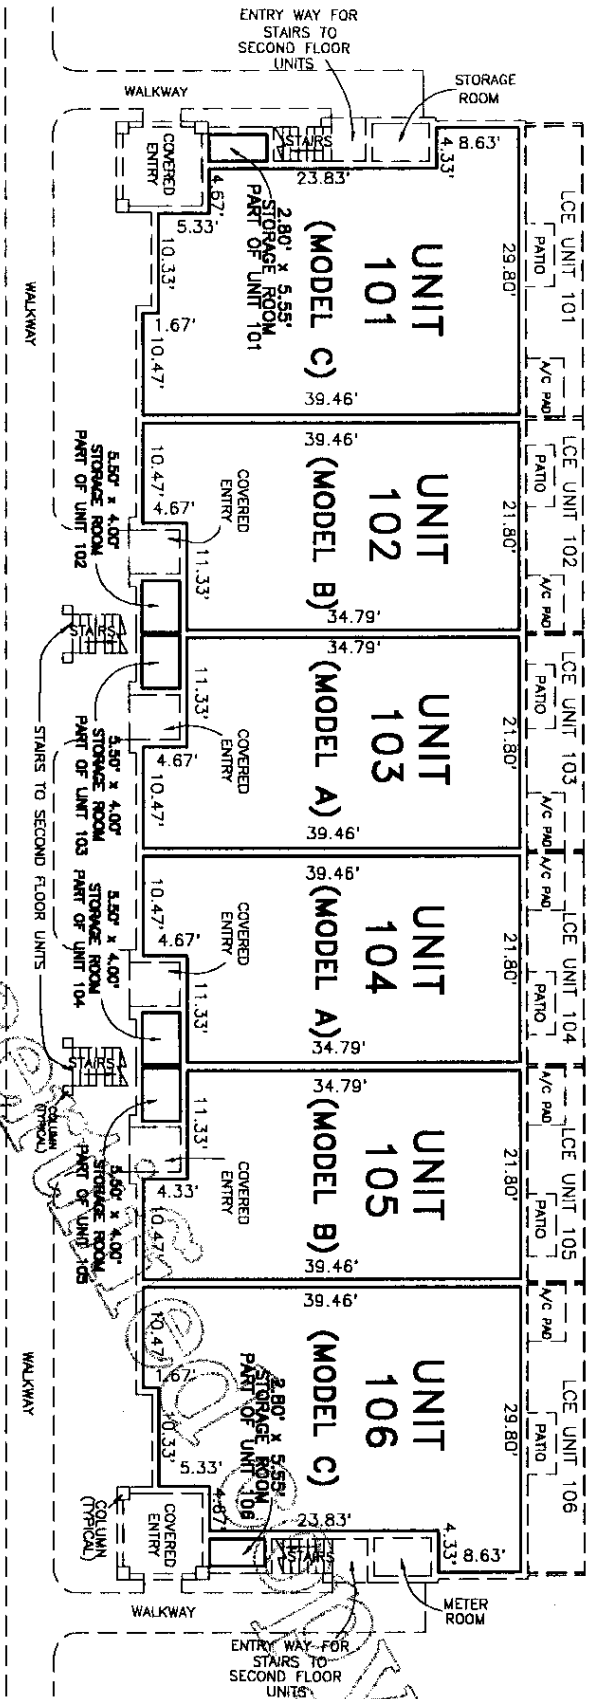 ENTRY WAY FOR
STAIRS TO
SECOND FLOOR
UNITS
WALKWAY
STORAGE
ROOM
COVERED
ENTRY
STAIRS
4.33'
8.63'
23.83'
4.67'
5.33'
2.80' x 5.55'
STORAGE ROOM
PART OF UNIT 101
10.33'
1.67'
10.47'
UNIT
101
(MODEL C)
29.80'
39.46'
LCE UNIT 101
PATIO
A/C PAD
WALKWAY
39.46'
10.47'
4.67'
COVERED
ENTRY
11.33'
UNIT
102
(MODEL B)
21.80'
34.79'
LCE UNIT 102
PATIO
A/C PAD
5.50' x 4.00'
STORAGE ROOM
PART OF UNIT 102
STAIRS
34.79'
11.33'
COVERED
ENTRY
4.67'
10.47'
UNIT
103
(MODEL A)
21.80'
39.46'
LCE UNIT 103
PATIO
A/C PAD
5.50' x 4.00'
STORAGE ROOM
PART OF UNIT 103
STAIRS TO SECOND FLOOR UNITS
39.46'
10.47'
4.67'
COVERED
ENTRY
11.33'
UNIT
104
(MODEL A)
21.80'
34.79'
A/C PAD
LCE UNIT 104
PATIO
5.50' x 4.00'
STORAGE ROOM
PART OF UNIT 104
STAIRS
COLUMN
(TYPICAL)
34.79'
11.33'
COVERED
ENTRY
4.33'
10.47'
UNIT
105
(MODEL B)
21.80'
39.46'
A/C PAD
LCE UNIT 105
PATIO
5.50' x 4.00'
STORAGE ROOM
PART OF UNIT 105
WALKWAY
39.46'
10.47'
1.67'
10.33'
5.33'
4.67'
UNIT
106
(MODEL C)
29.80'
23.83'
4.33'
8.63'
A/C PAD
LCE UNIT 106
PATIO
2.80' x 5.55'
STORAGE ROOM
PART OF UNIT 106
COLUMN
(TYPICAL)
COVERED
ENTRY
STAIRS
WALKWAY
METER
ROOM
ENTRY WAY FOR
STAIRS TO
SECOND FLOOR
UNITS